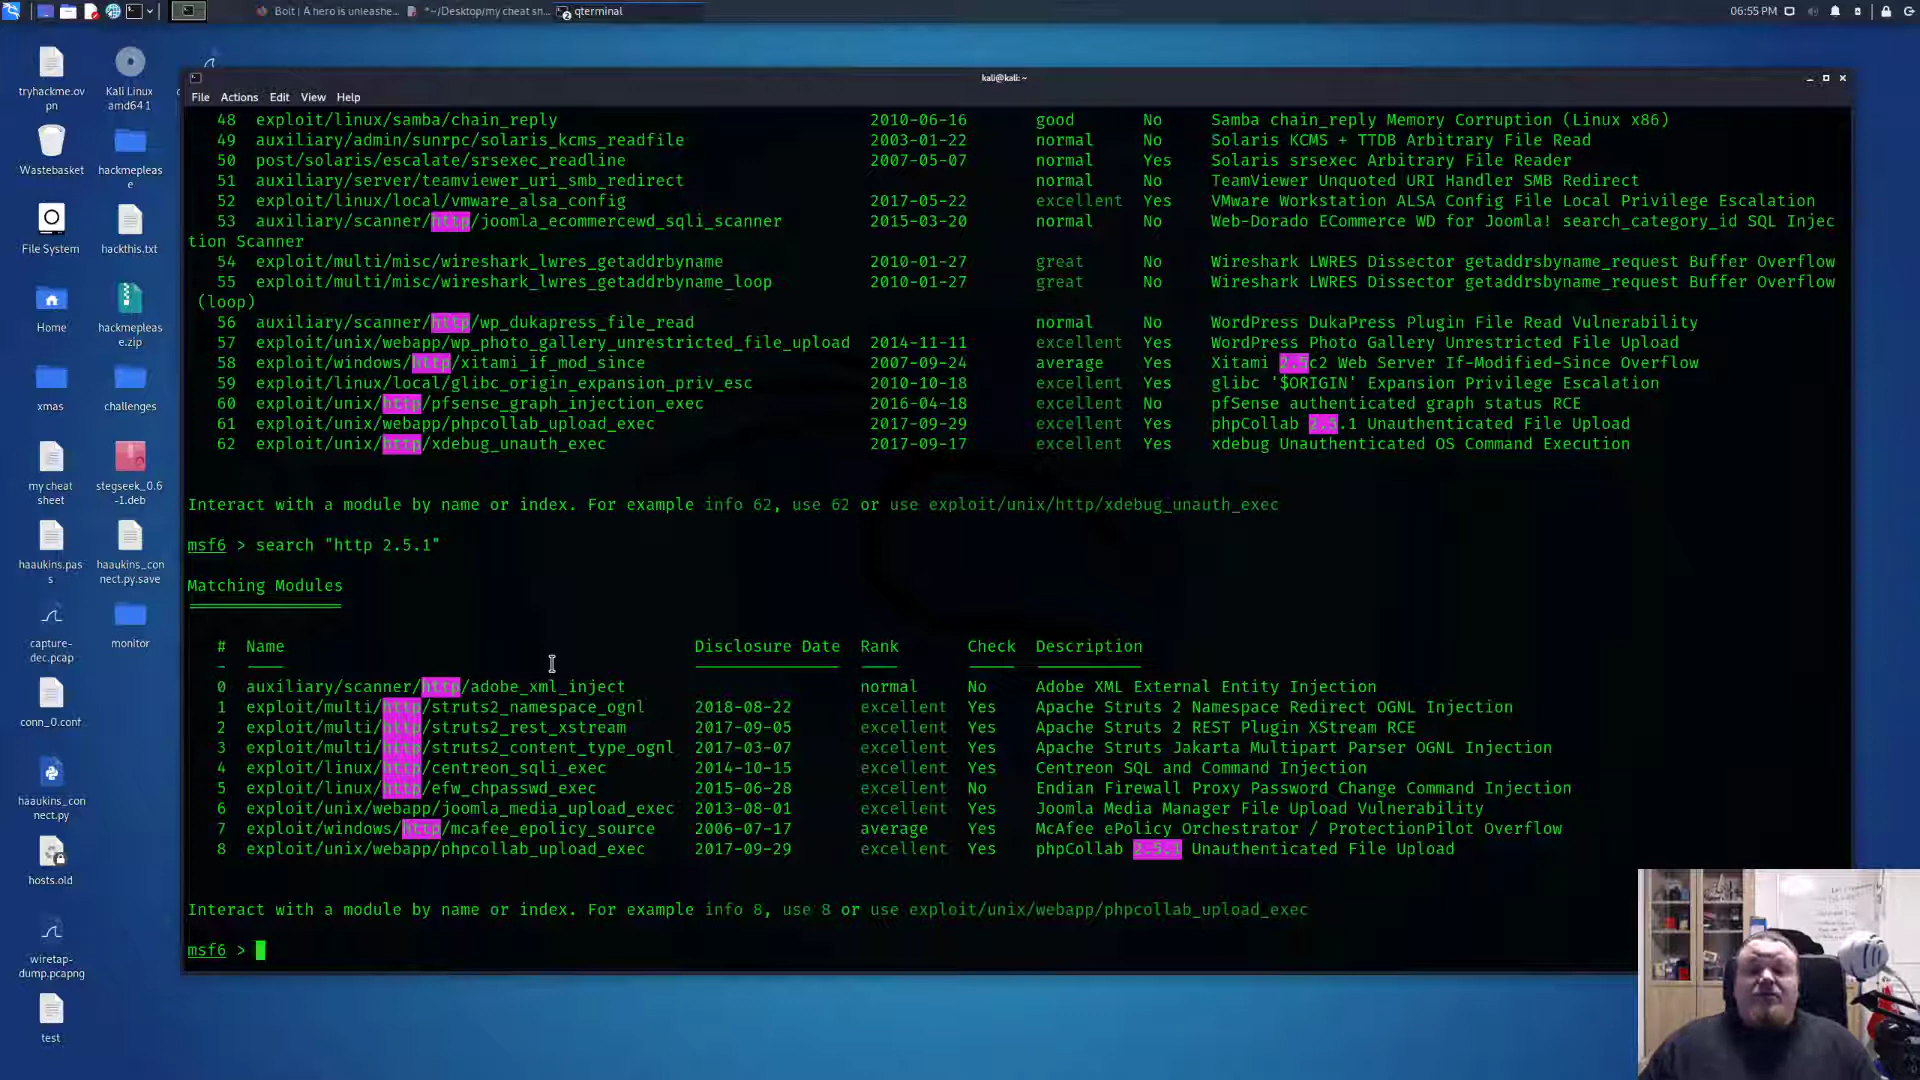 Bolt | A hero is unleashe...
*~/Desktop/my cheat sh...
qterminal
06:55 PM
kali@kali: ~
File Actions Edit View Help
48 exploit/linux/samba/chain_reply 2010-06-16 good No Samba chain_reply Memory Corruption (Linux x86)
49 auxiliary/admin/sunrpc/solaris_kcms_readfile 2003-01-22 normal No Solaris KCMS + TTDB Arbitrary File Read
50 post/solaris/escalate/srsexec_readline 2007-05-07 normal Yes Solaris srsexec Arbitrary File Reader
51 auxiliary/server/teamviewer_uri_smb_redirect normal No TeamViewer Unquoted URI Handler SMB Redirect
52 exploit/linux/local/vmware_alsa_config 2017-05-22 excellent Yes VMware Workstation ALSA Config File Local Privilege Escalation
53 auxiliary/scanner/http/joomla_ecommercewd_sqli_scanner 2015-03-20 normal No Web-Dorado ECommerce WD for Joomla! search_category_id SQL Injec
tion Scanner
54 exploit/multi/misc/wireshark_lwres_getaddrbyname 2010-01-27 great No Wireshark LWRES Dissector getaddrsbyname_request Buffer Overflow
55 exploit/multi/misc/wireshark_lwres_getaddrbyname_loop 2010-01-27 great No Wireshark LWRES Dissector getaddrsbyname_request Buffer Overflow
(loop)
56 auxiliary/scanner/http/wp_dukapress_file_read normal No WordPress DukaPress Plugin File Read Vulnerability
57 exploit/unix/webapp/wp_photo_gallery_unrestricted_file_upload 2014-11-11 excellent Yes WordPress Photo Gallery Unrestricted File Upload
58 exploit/windows/http/xitami_if_mod_since 2007-09-24 average Yes Xitami 2.5c2 Web Server If-Modified-Since Overflow
59 exploit/linux/local/glibc_origin_expansion_priv_esc 2010-10-18 excellent Yes glibc '$ORIGIN' Expansion Privilege Escalation
60 exploit/unix/http/pfsense_graph_injection_exec 2016-04-18 excellent No pfSense authenticated graph status RCE
61 exploit/unix/webapp/phpcollab_upload_exec 2017-09-29 excellent Yes phpCollab 2.5.1 Unauthenticated File Upload
62 exploit/unix/http/xdebug_unauth_exec 2017-09-17 excellent Yes xdebug Unauthenticated OS Command Execution
Interact with a module by name or index. For example info 62, use 62 or use exploit/unix/http/xdebug_unauth_exec
msf6 > search "http 2.5.1"
Matching Modules
# Name Disclosure Date Rank Check Description
0 auxiliary/scanner/http/adobe_xml_inject normal No Adobe XML External Entity Injection
1 exploit/multi/http/struts2_namespace_ognl 2018-08-22 excellent Yes Apache Struts 2 Namespace Redirect OGNL Injection
2 exploit/multi/http/struts2_rest_xstream 2017-09-05 excellent Yes Apache Struts 2 REST Plugin XStream RCE
3 exploit/multi/http/struts2_content_type_ognl 2017-03-07 excellent Yes Apache Struts Jakarta Multipart Parser OGNL Injection
4 exploit/linux/http/centreon_sqli_exec 2014-10-15 excellent Yes Centreon SQL and Command Injection
5 exploit/linux/http/efw_chpasswd_exec 2015-06-28 excellent No Endian Firewall Proxy Password Change Command Injection
6 exploit/unix/webapp/joomla_media_upload_exec 2013-08-01 excellent Yes Joomla Media Manager File Upload Vulnerability
7 exploit/windows/http/mcafee_epolicy_source 2006-07-17 average Yes McAfee ePolicy Orchestrator / ProtectionPilot Overflow
8 exploit/unix/webapp/phpcollab_upload_exec 2017-09-29 excellent Yes phpCollab 2.5.1 Unauthenticated File Upload
Interact with a module by name or index. For example info 8, use 8 or use exploit/unix/webapp/phpcollab_upload_exec
msf6 >
tryhackme.ov
pn
Kali Linux
amd64 1
Wastebasket
hackmepleas
e
File System
hackthis.txt
Home
hackmepleas
e.zip
xmas
challenges
my cheat
sheet
stegseek_0.6
-1.deb
haaukins.pas
s
haaukins_co
nnect.py.save
capture-
dec.pcap
monitor
conn_0.conf
haaukins_co
nnect.py
hosts.old
wiretap-
dump.pcapng
test